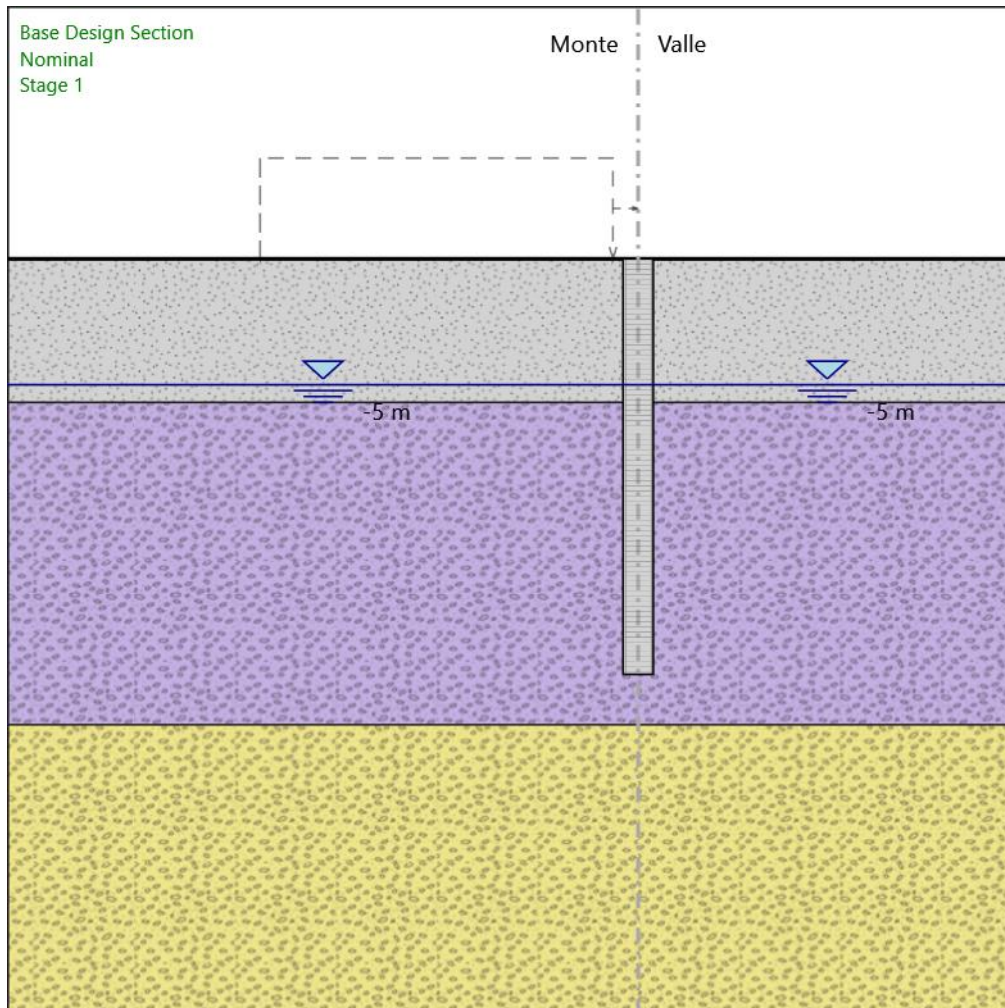 Base Design Section
Nominal
Stage 1
Monte
Valle
-5 m
-5 m